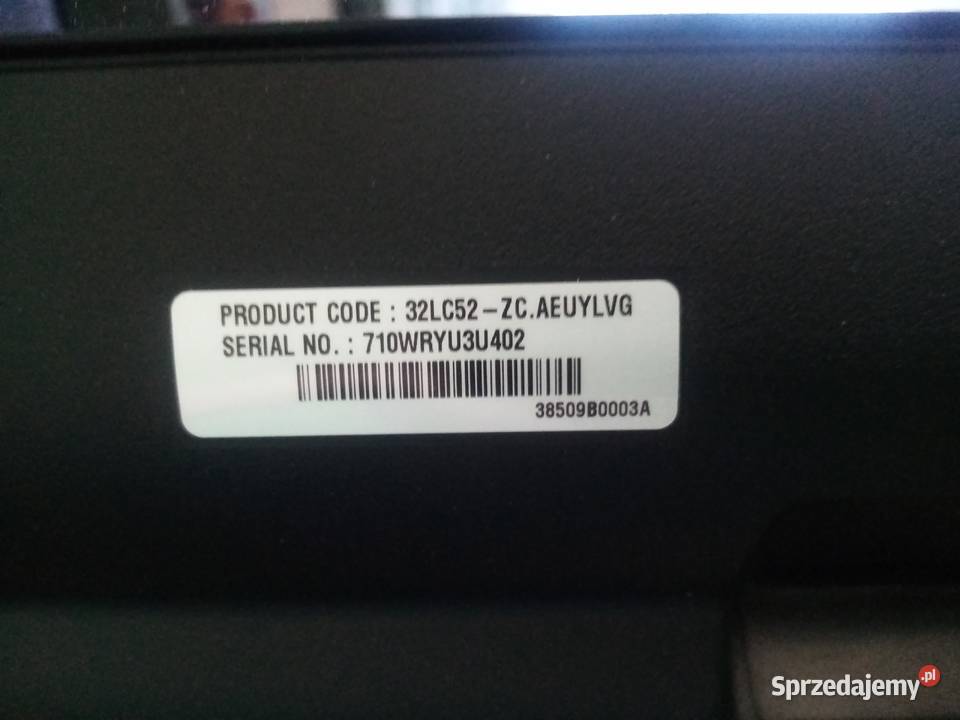 PRODUCT CODE : 32LC52-ZC.AEUYLVG
SERIAL NO. : 710WRYU3U402
38509B0003A
Sprzedajemy.pl